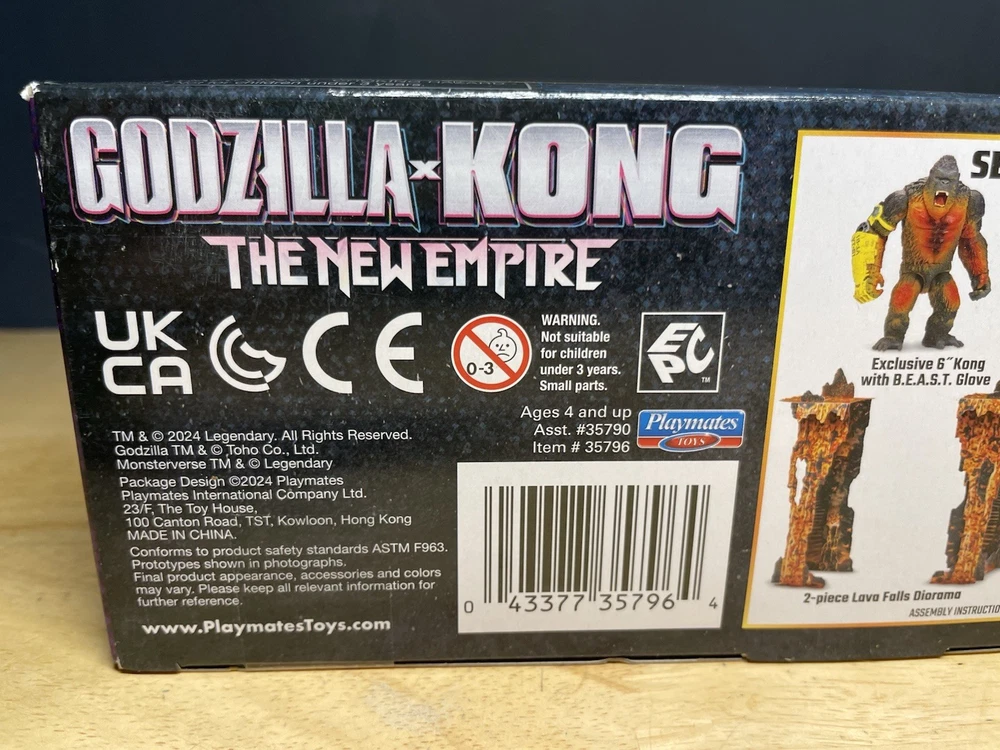 GODZILLA x KONG
THE NEW EMPIRE
UK
CA
CE
0-3
WARNING.
Not suitable
for children
under 3 years.
Small parts.
EPC
TM
Ages 4 and up
Asst. #35790
Item # 35796
Playmates
TOYS
TM & © 2024 Legendary. All Rights Reserved.
Godzilla TM & © Toho Co., Ltd.
Monsterverse TM & © Legendary
Package Design ©2024 Playmates
Playmates International Company Ltd.
23/F, The Toy House,
100 Canton Road, TST, Kowloon, Hong Kong
MADE IN CHINA.
Conforms to product safety standards ASTM F963.
Prototypes shown in photographs.
Final product appearance, accessories and colors
may vary. Please keep all relevant information for
further reference.
www.PlaymatesToys.com
0 43377 35796 4
Exclusive 6" Kong
with B.E.A.S.T. Glove
2-piece Lava Falls Diorama
ASSEMBLY